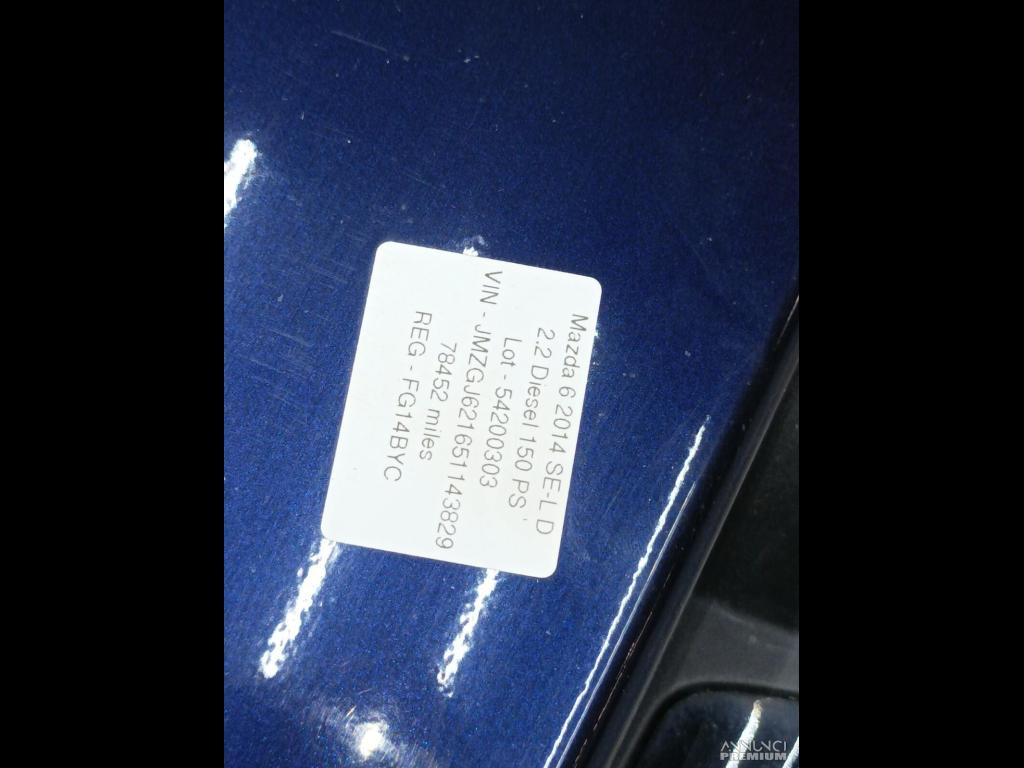 Mazda 6 2014 SE-L D
2.2 Diesel 150 PS
Lot - 54200303
VIN - JMZGJ621651143829
78452 miles
REG - FG14BYC
ANNUNCI
PREMIUM